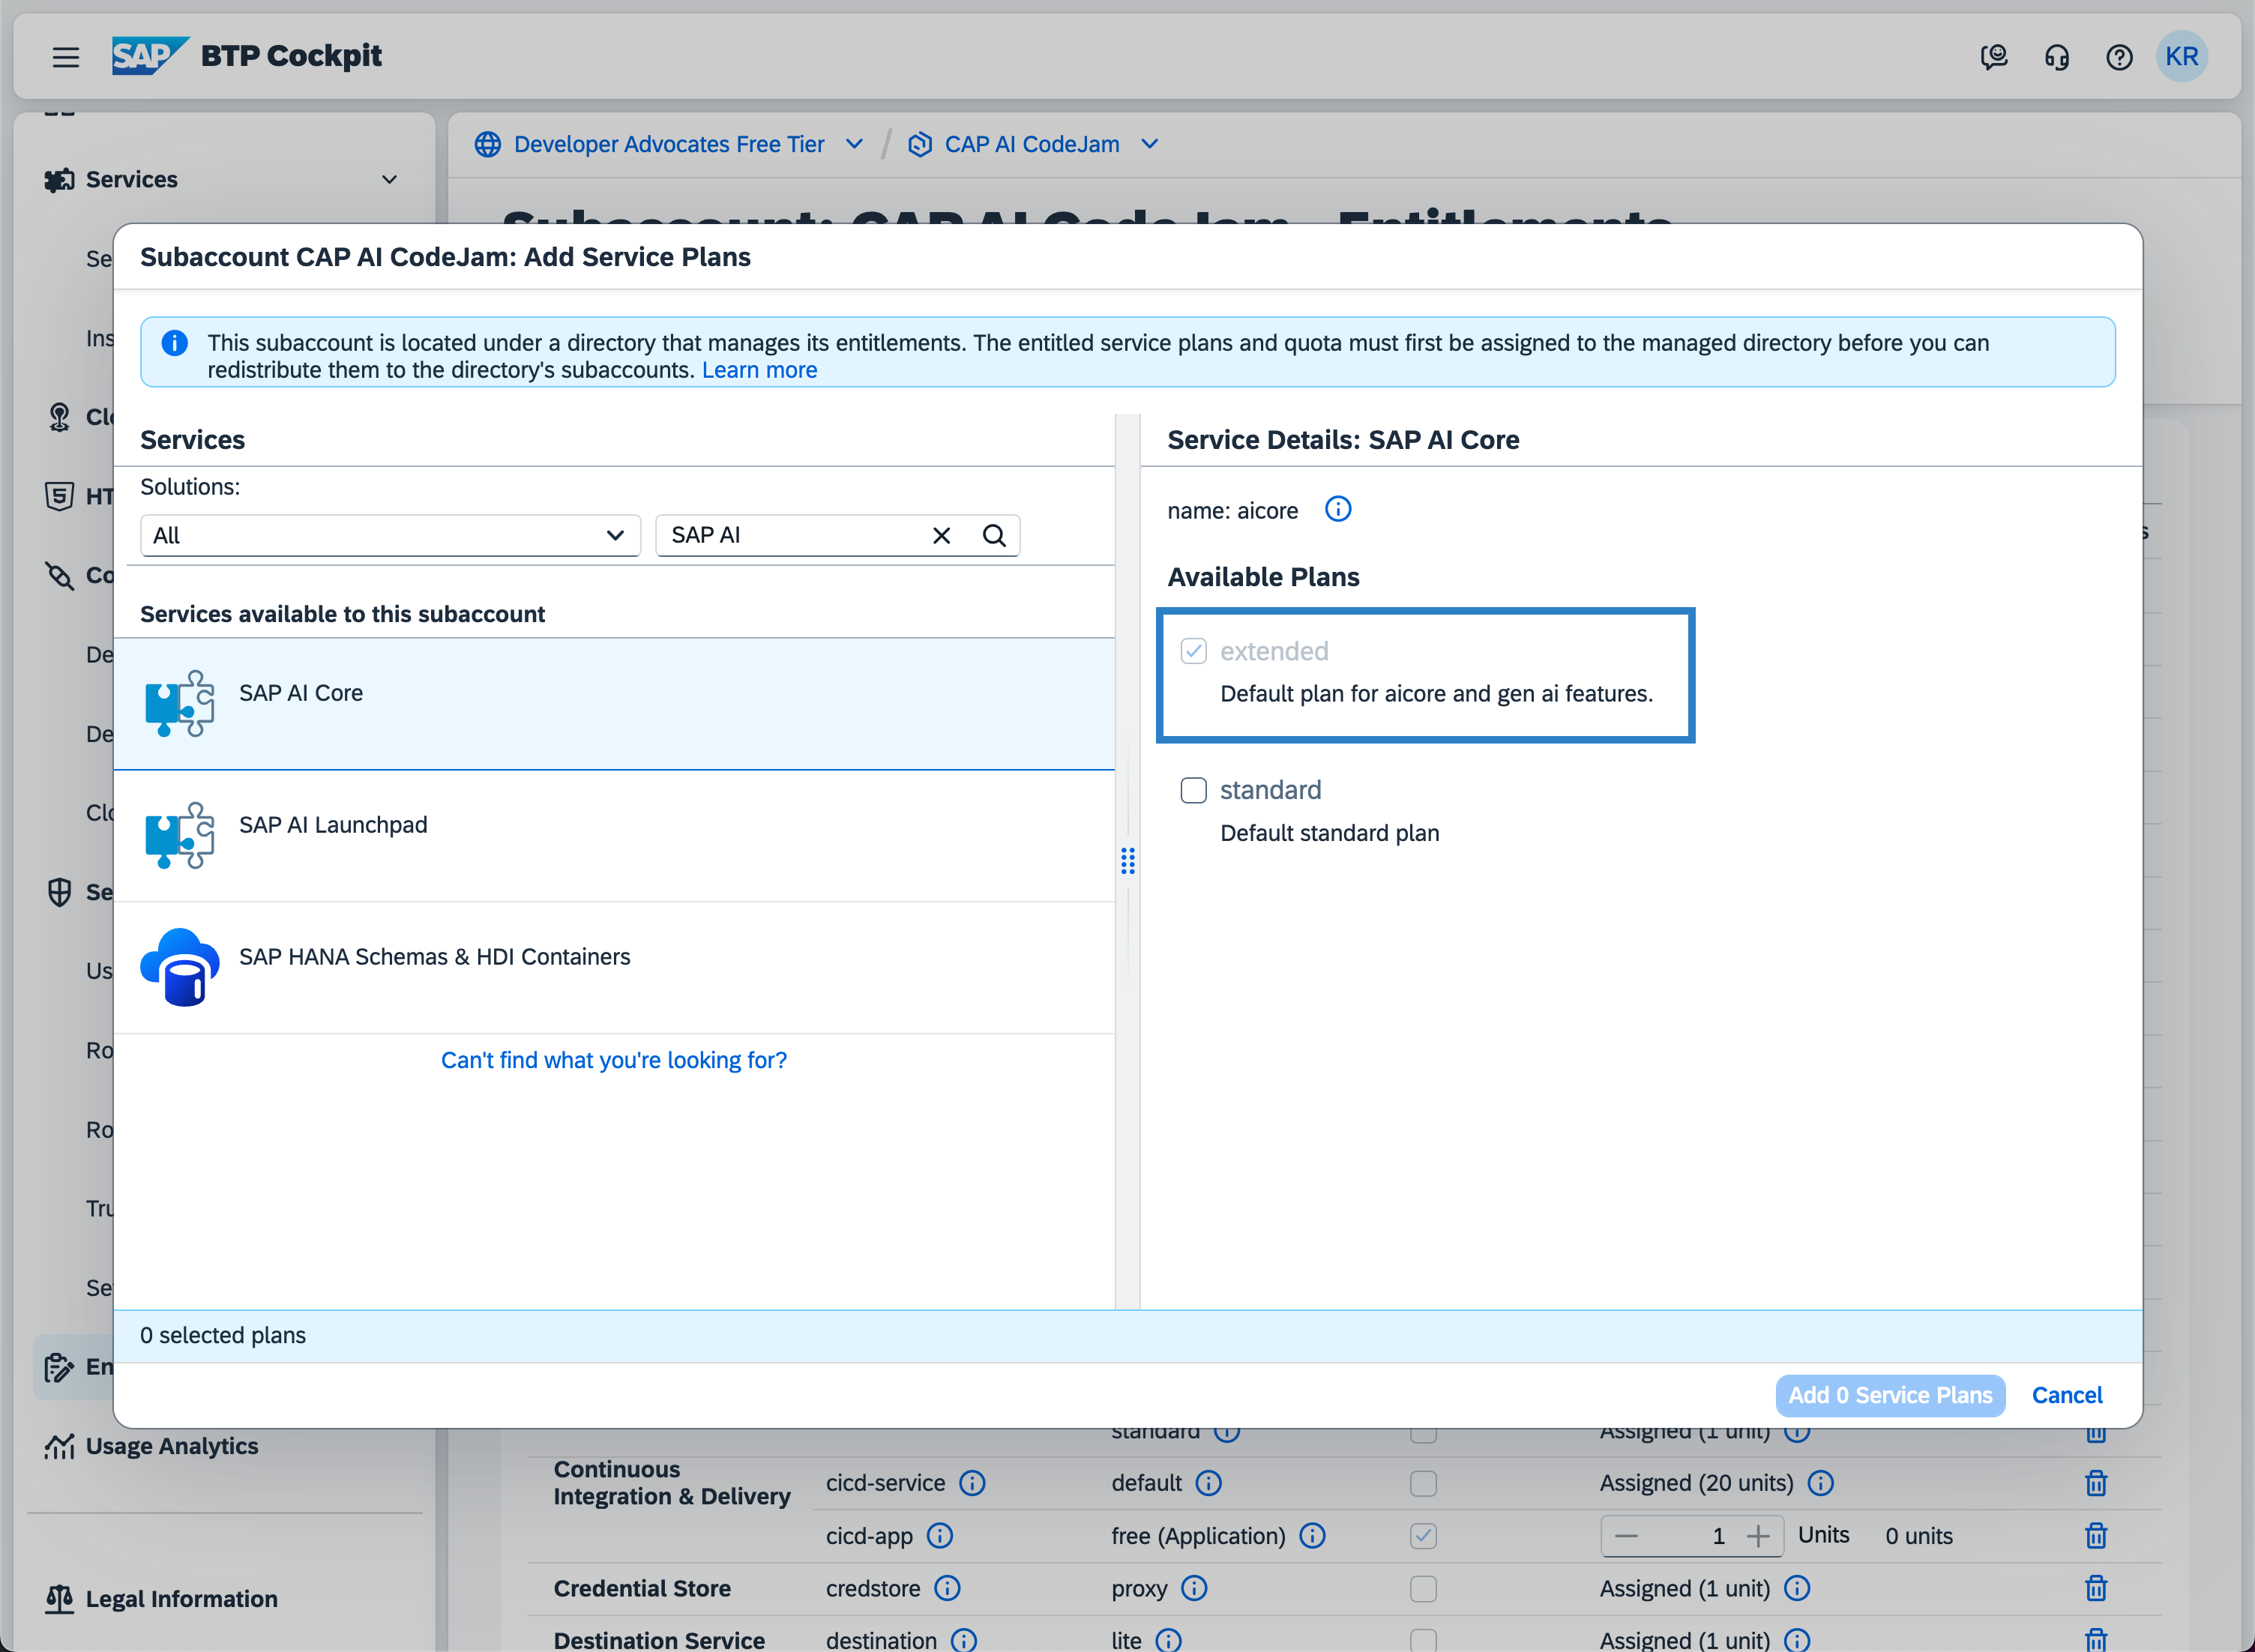 SAP BTP Cockpit
KR
Services
Developer Advocates Free Tier / CAP AI CodeJam
Subaccount: CAP AI CodeJam - Entitlements
Subaccount CAP AI CodeJam: Add Service Plans
This subaccount is located under a directory that manages its entitlements. The entitled service plans and quota must first be assigned to the managed directory before you can
redistribute them to the directory's subaccounts. Learn more
Se
Ins
Clo
HT
Co
De
De
Clo
Se
Us
Ro
Ro
Tru
Set
En
Usage Analytics
Legal Information
Services
Solutions:
All
SAP AI
Services available to this subaccount
SAP AI Core
SAP AI Launchpad
SAP HANA Schemas & HDI Containers
Can't find what you're looking for?
Service Details: SAP AI Core
name: aicore
Available Plans
extended
Default plan for aicore and gen ai features.
standard
Default standard plan
s
0 selected plans
Add 0 Service Plans Cancel
standard Assigned (1 unit)
Continuous
Integration & Delivery cicd-service default Assigned (20 units)
cicd-app free (Application) 1 Units 0 units
Credential Store credstore proxy Assigned (1 unit)
Destination Service destination lite Assigned (1 unit)